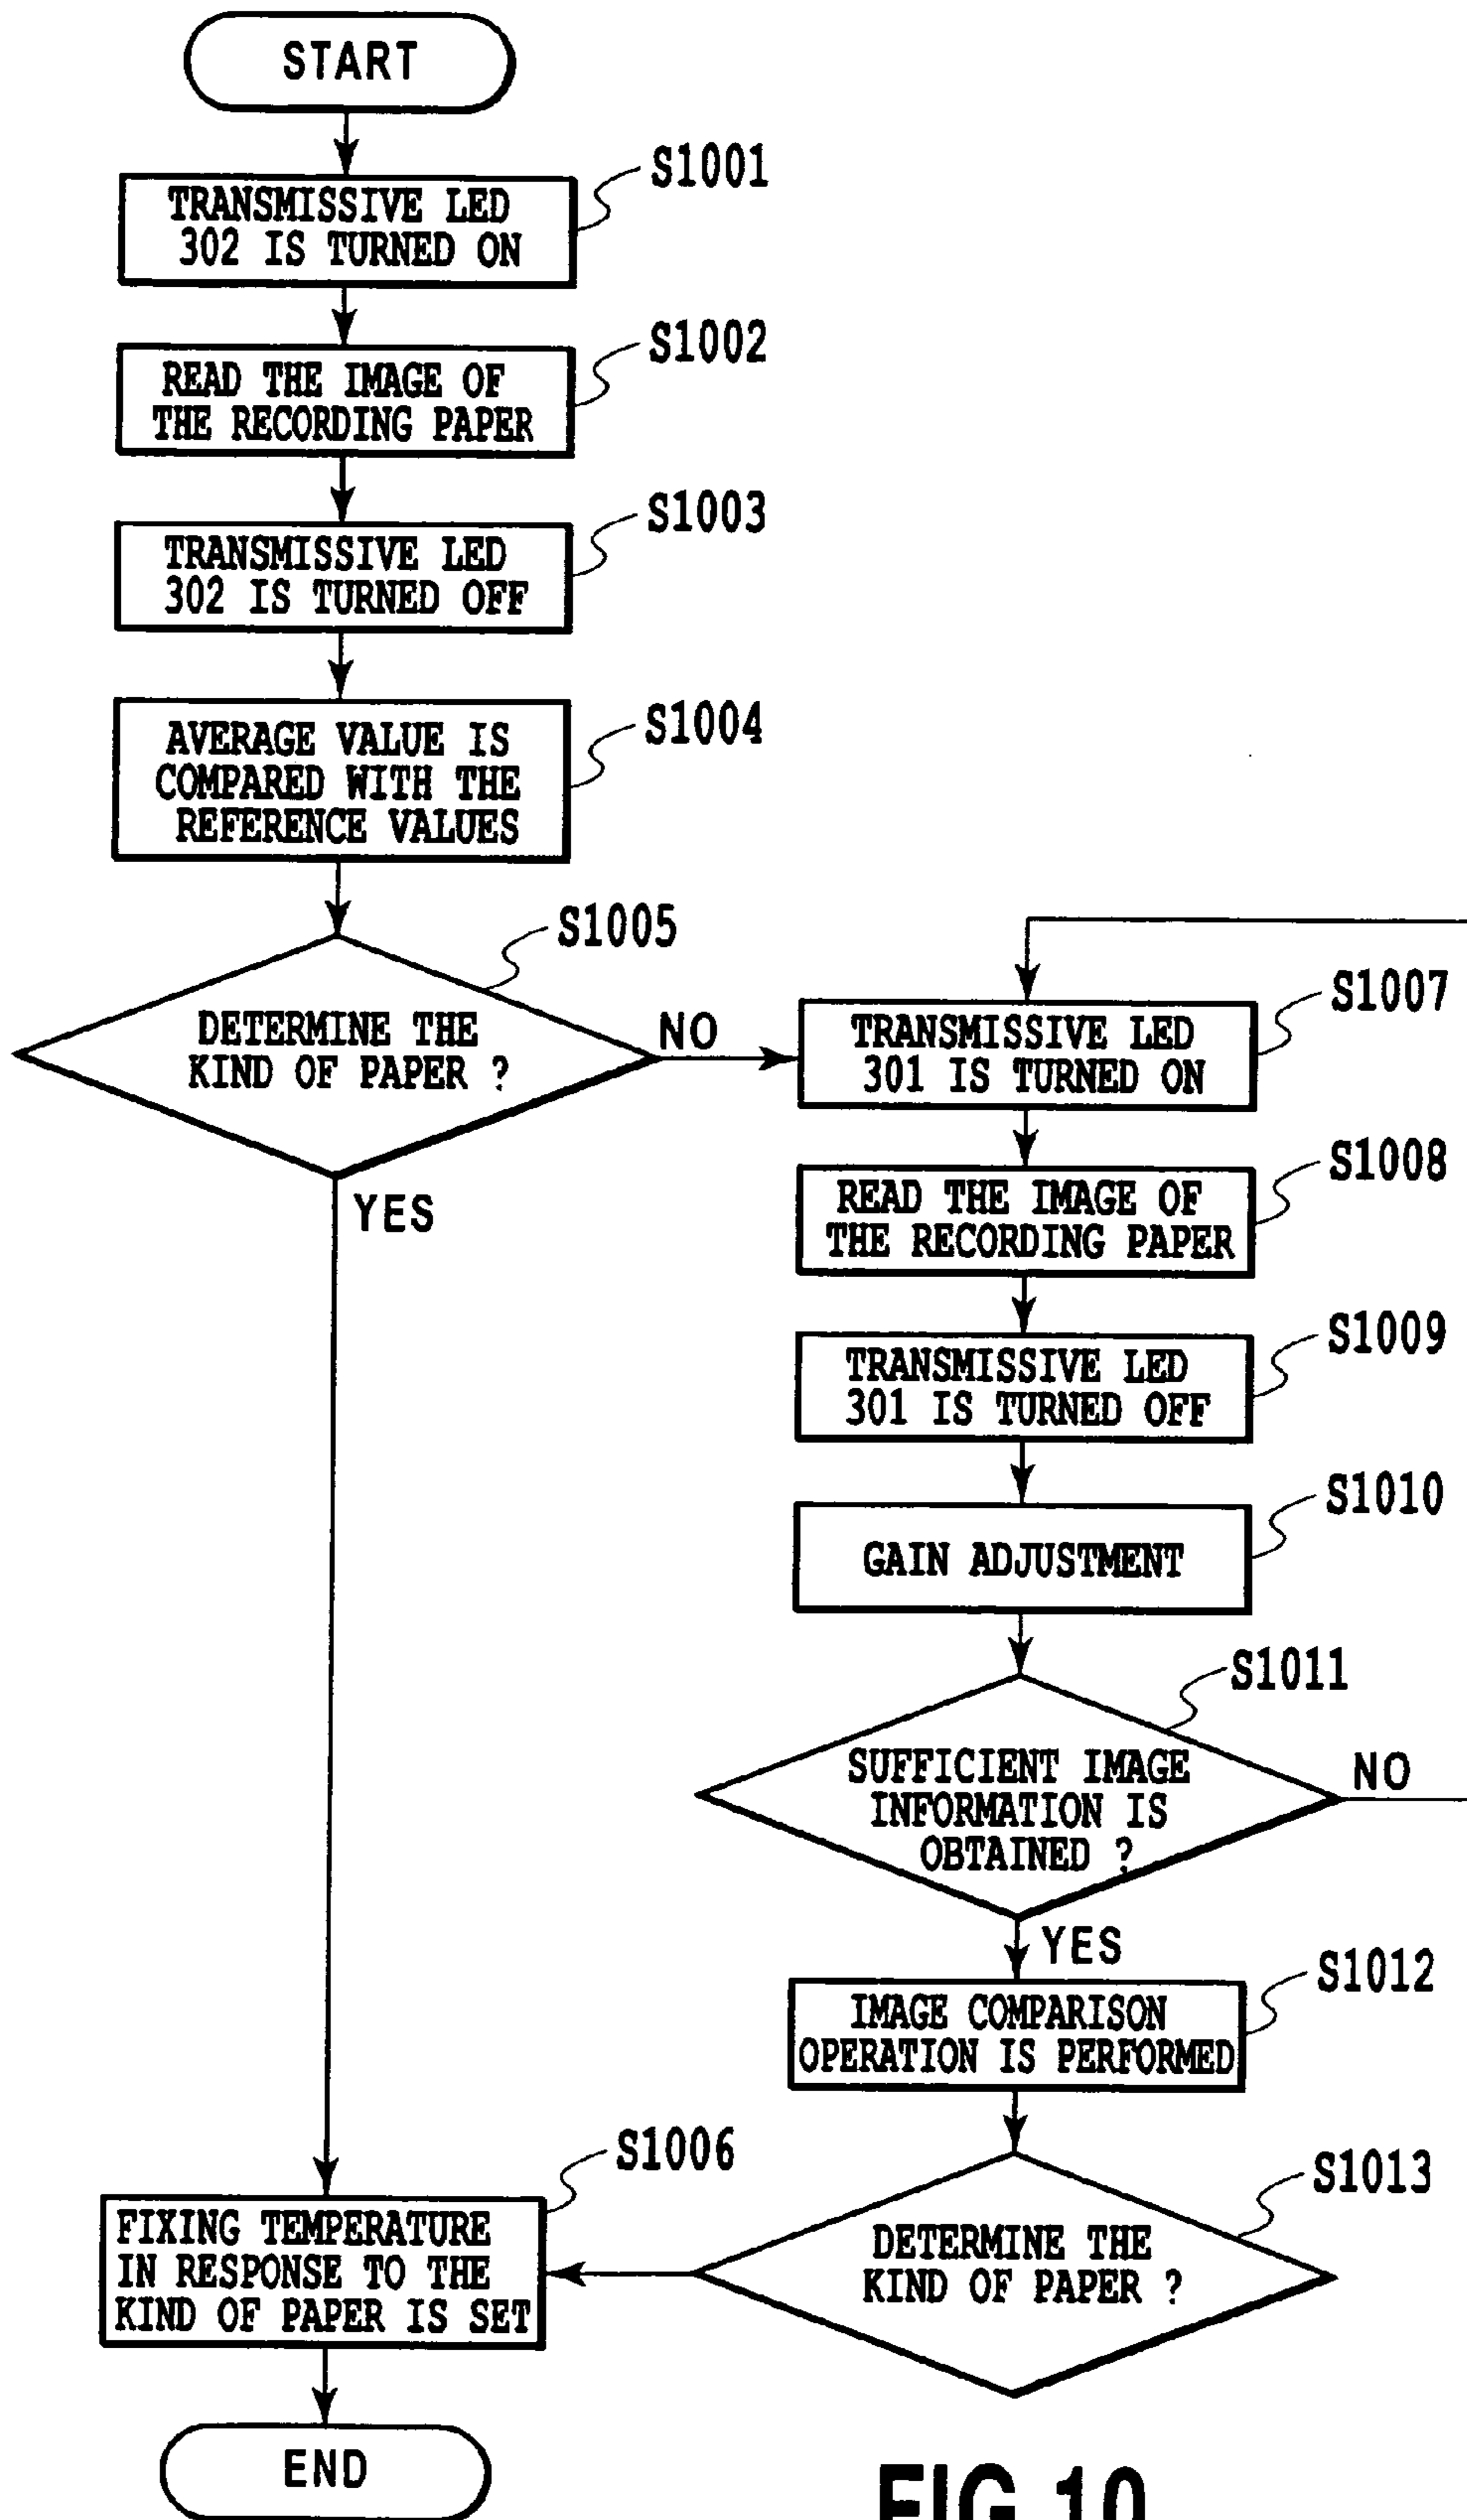 START
S1001
TRANSMISSIVE LED
302 IS TURNED ON
S1002
READ THE IMAGE OF
THE RECORDING PAPER
S1003
TRANSMISSIVE LED
302 IS TURNED OFF
S1004
AVERAGE VALUE IS
COMPARED WITH THE
REFERENCE VALUES
S1005
DETERMINE THE
KIND OF PAPER ?
NO
YES
S1007
TRANSMISSIVE LED
301 IS TURNED ON
S1008
READ THE IMAGE OF
THE RECORDING PAPER
S1009
TRANSMISSIVE LED
301 IS TURNED OFF
S1010
GAIN ADJUSTMENT
S1011
SUFFICIENT IMAGE
INFORMATION IS
OBTAINED ?
NO
YES
S1012
IMAGE COMPARISON
OPERATION IS PERFORMED
S1013
DETERMINE THE
KIND OF PAPER ?
S1006
FIXING TEMPERATURE
IN RESPONSE TO THE
KIND OF PAPER IS SET
END
FIG.10